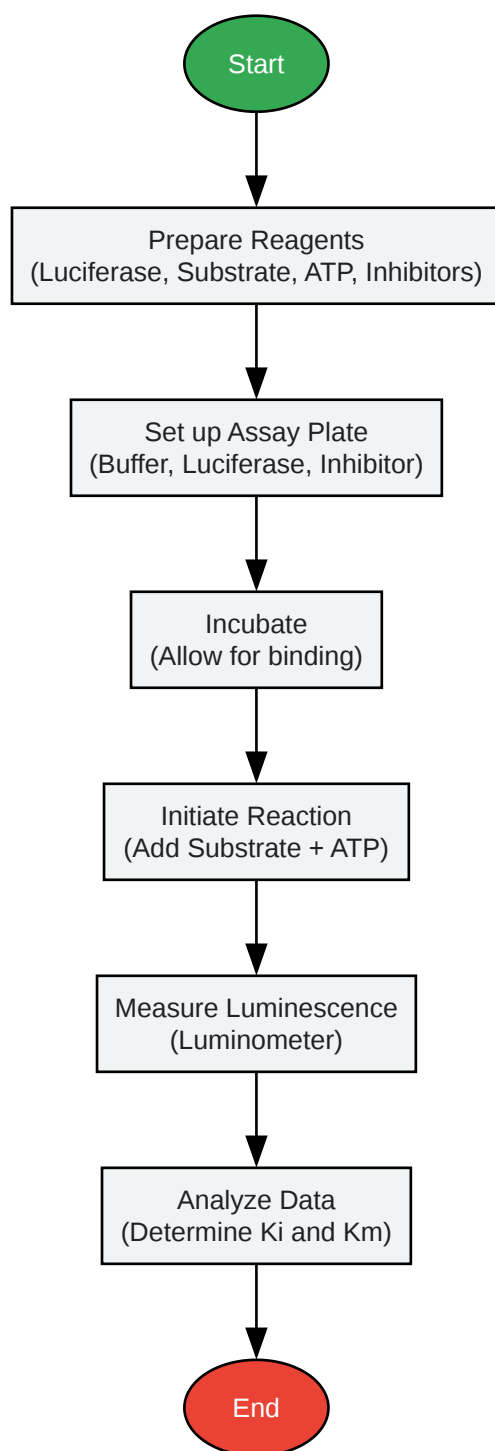 Start
Prepare Reagents
(Luciferase, Substrate, ATP, Inhibitors)
Set up Assay Plate
(Buffer, Luciferase, Inhibitor)
Incubate
(Allow for binding)
Initiate Reaction
(Add Substrate + ATP)
Measure Luminescence
(Luminometer)
Analyze Data
(Determine Ki and Km)
End